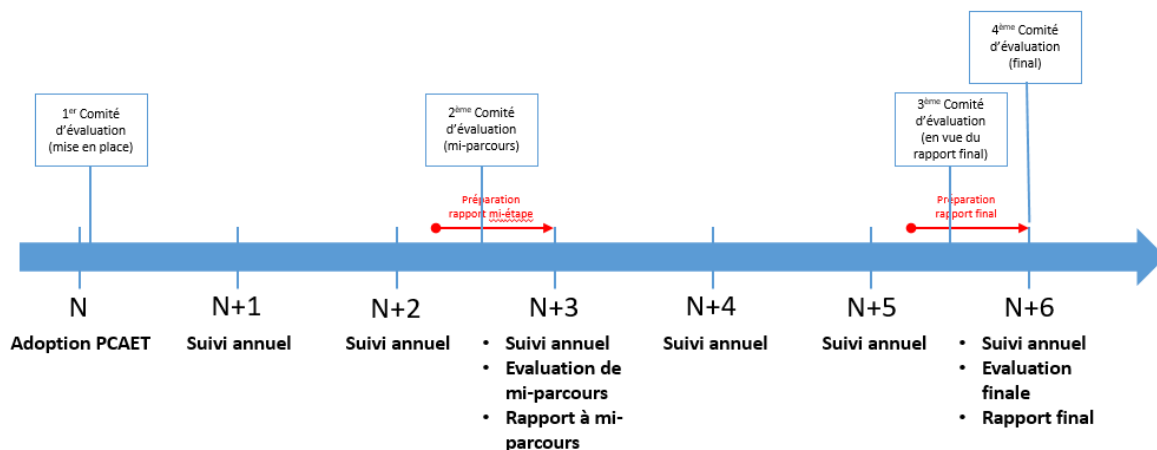 1er Comité
d'évaluation
(mise en place)
2ème Comité
d'évaluation
(mi-parcours)
3ème Comité
d'évaluation
(en vue du
rapport final)
4ème Comité
d'évaluation
(final)
Préparation
rapport mi-étape
Préparation
rapport final
N
N+1
N+2
N+3
N+4
N+5
N+6
Adoption PCAET
Suivi annuel
Suivi annuel
• Suivi annuel
• Evaluation de
mi-parcours
• Rapport à mi-
parcours
Suivi annuel
Suivi annuel
• Suivi annuel
• Evaluation
finale
• Rapport final